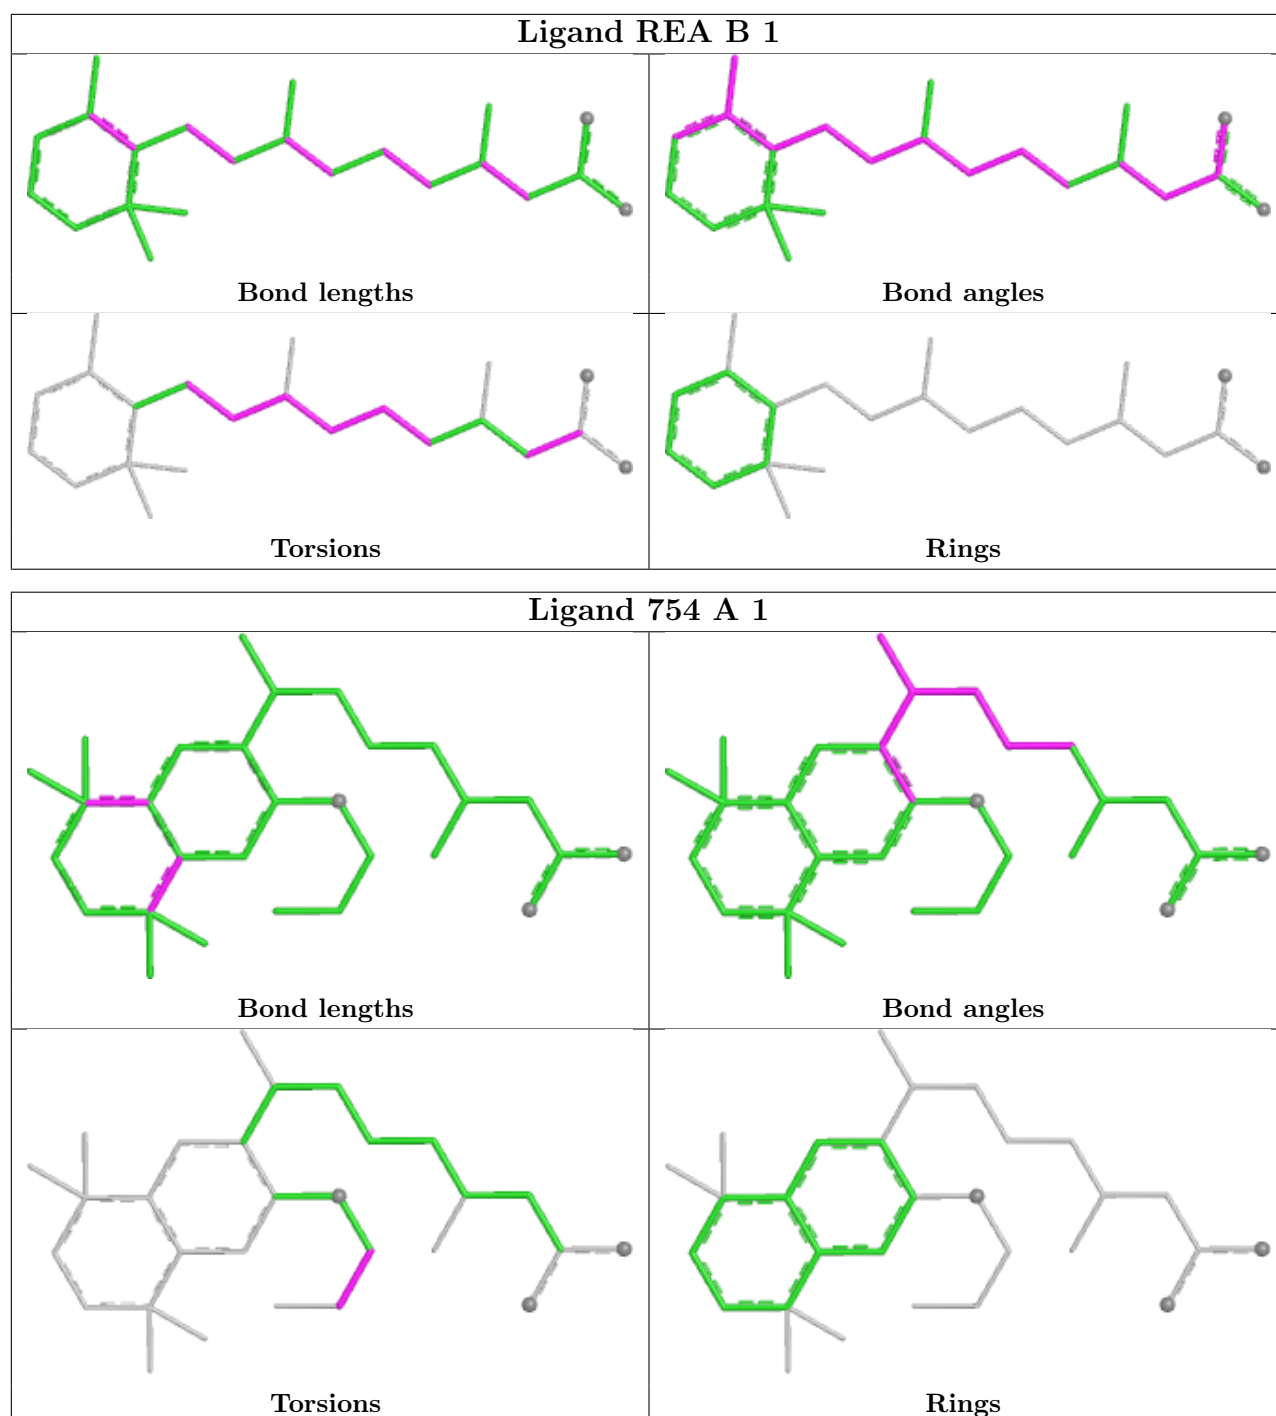 Ligand REA B 1
Bond lengths
Bond angles
Torsions
Rings
Ligand 754 A 1
Bond lengths
Bond angles
Torsions
Rings